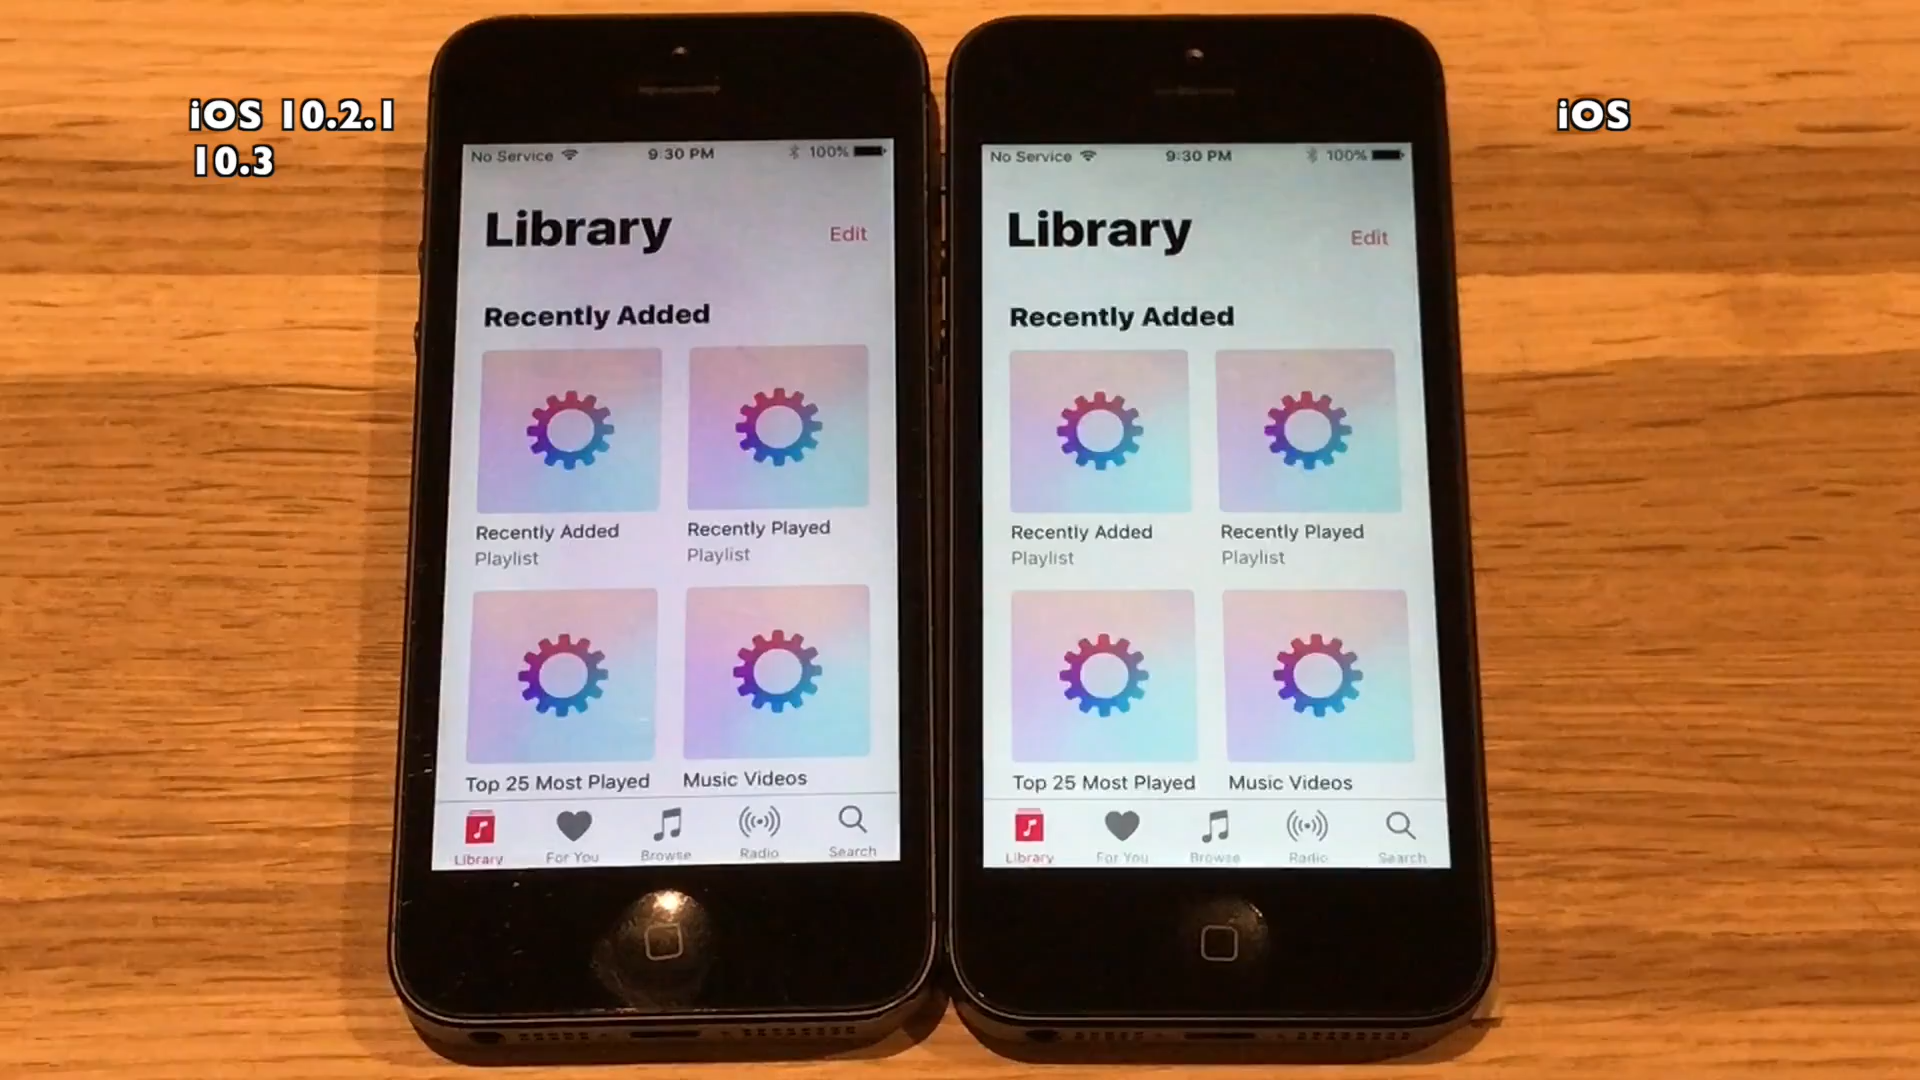 iOS 10.2.1
10.3
iOS
No Service 9:30 PM 100%
Library Edit
Recently Added
Recently Added
Playlist
Recently Played
Playlist
Top 25 Most Played
Music Videos
Library For You Browse Radio Search
No Service 9:30 PM 100%
Library Edit
Recently Added
Recently Added
Playlist
Recently Played
Playlist
Top 25 Most Played
Music Videos
Library For You Browse Radio Search